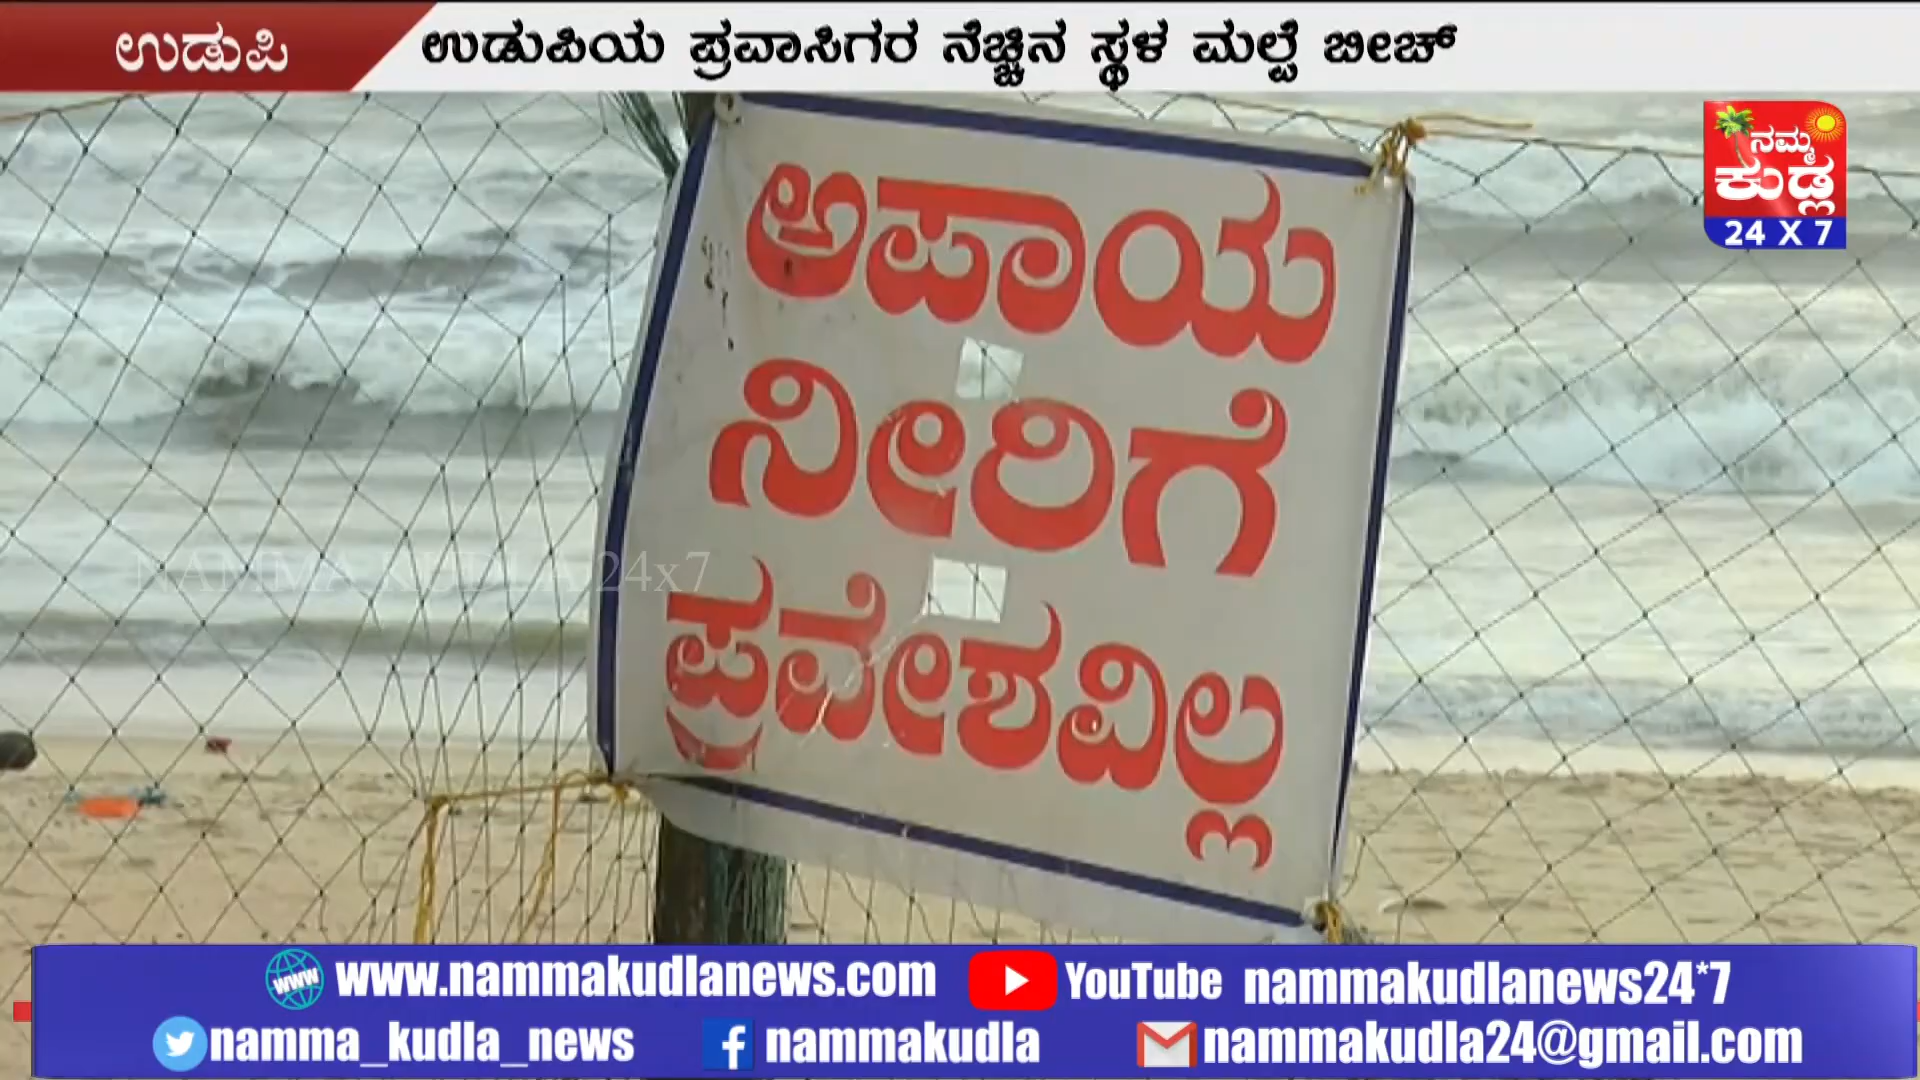 ಉಡುಪಿ
ಉಡುಪಿಯ ಪ್ರವಾಸಿಗರ ನೆಚ್ಚಿನ ಸ್ಥಳ ಮಲ್ಪೆ ಬೀಚ್
ನಮ್ಮ
ಕುಡ್ಲ
24 X 7
ಅಪಾಯ
ನೀರಿಗೆ
ಪ್ರವೇಶವಿಲ್ಲ
NAMMA KUDLA 24x7
www.nammakudlanews.com YouTube nammakudlanews24*7
namma_kudla_news nammakudla nammakudla24@gmail.com